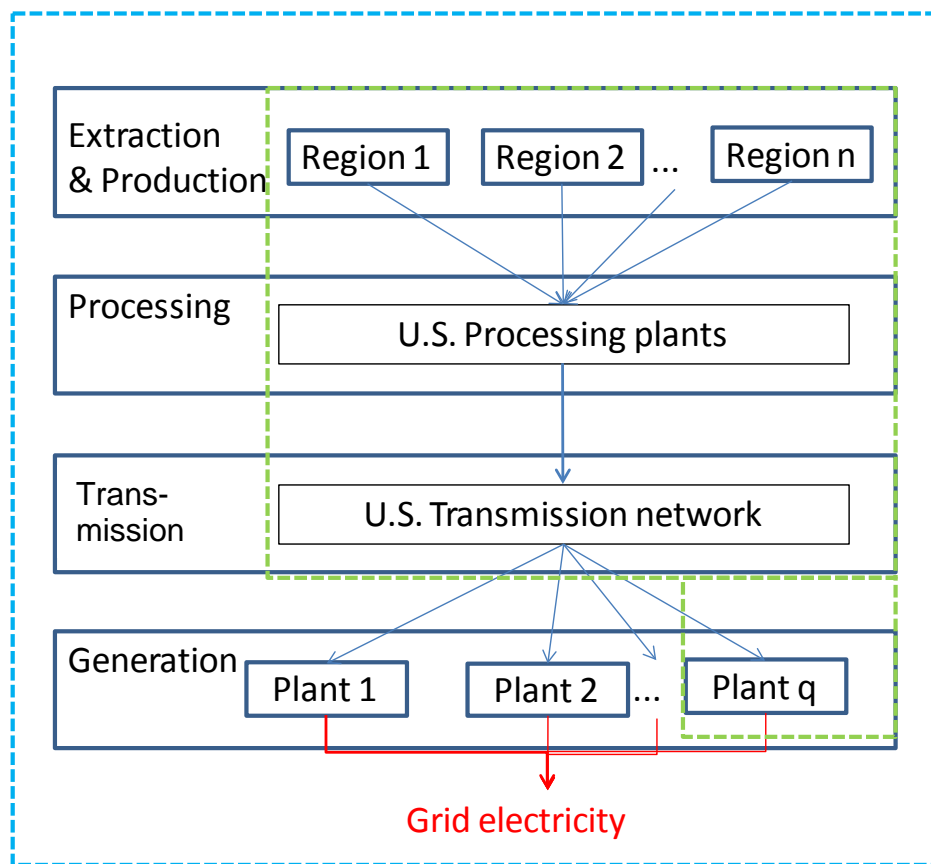 Extraction
& Production
Region 1
Region 2
...
Region n
Processing
U.S. Processing plants
Trans-
mission
U.S. Transmission network
Generation
Plant 1
Plant 2
...
Plant q
Grid electricity